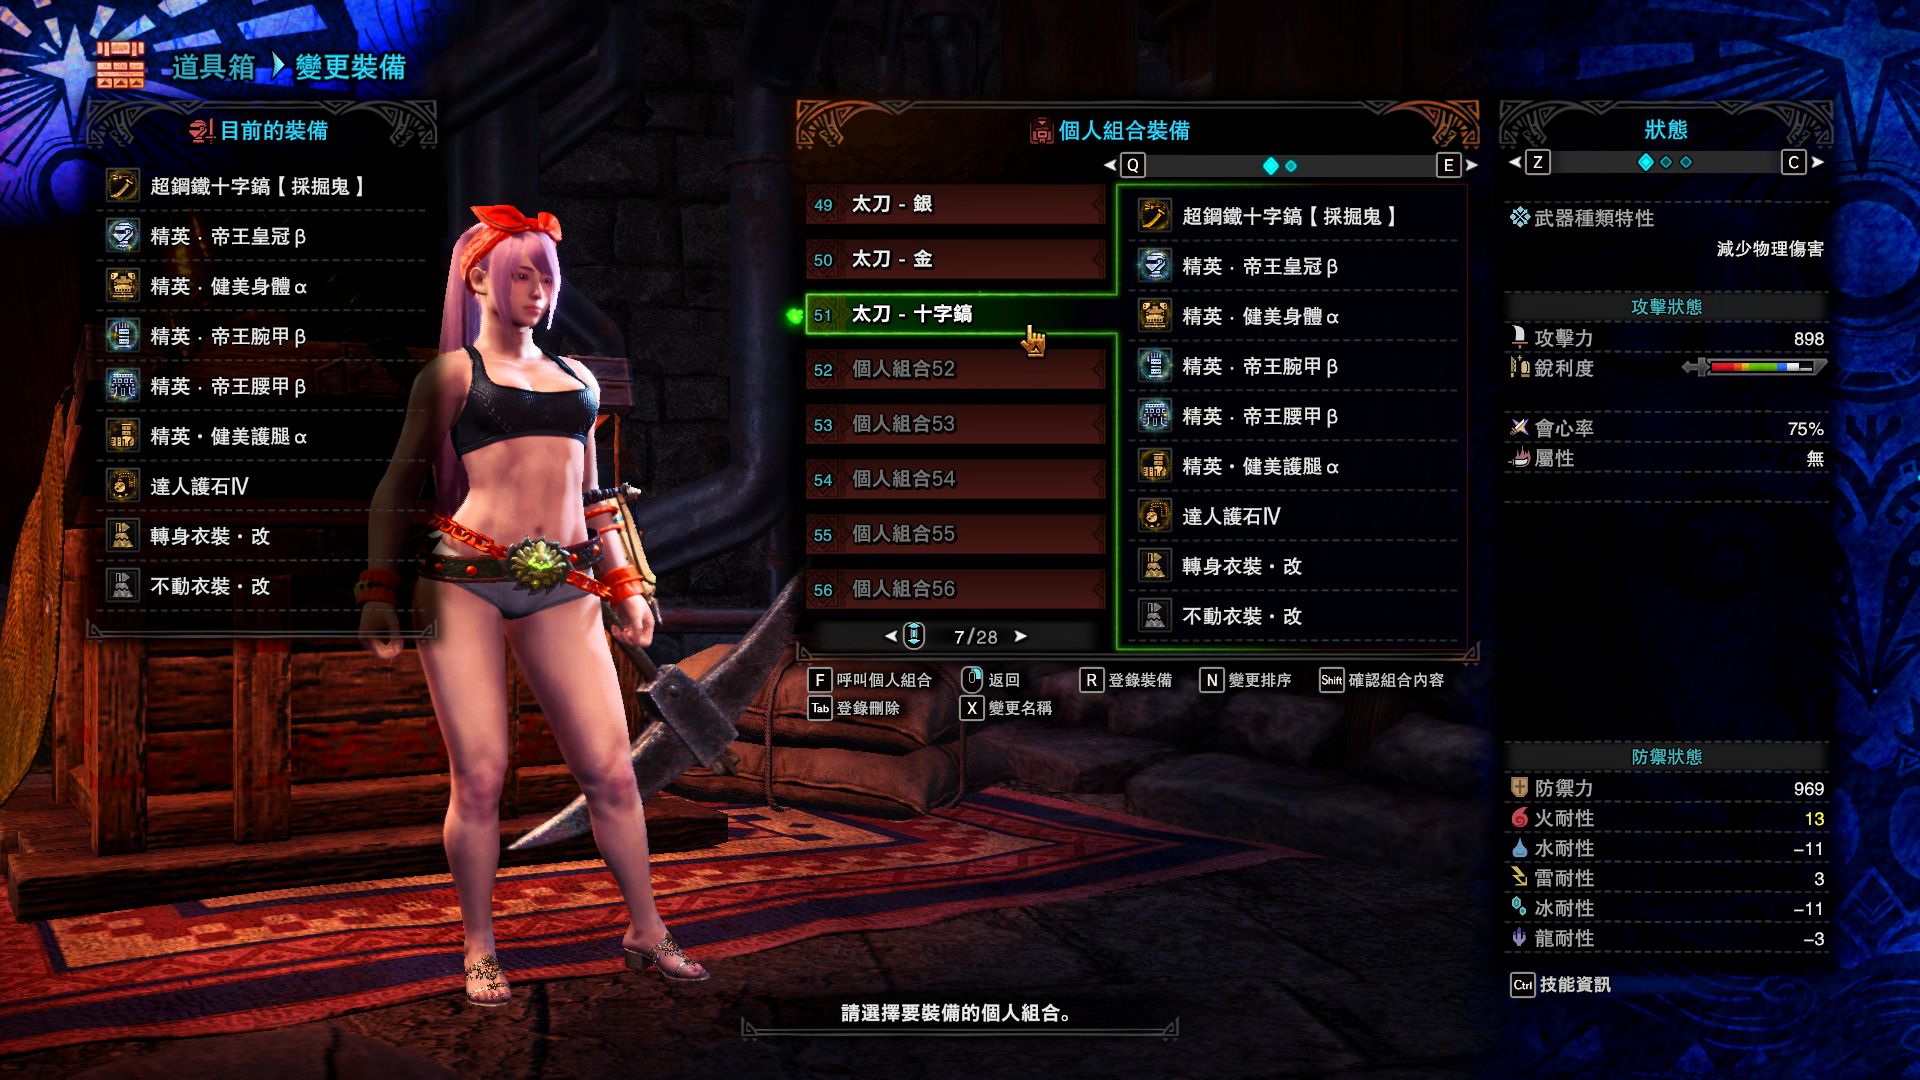 道具箱 變更裝備
目前的裝備
超鋼鐵十字鎬【採掘鬼】
精英・帝王皇冠β
精英・健美身體α
精英・帝王腕甲β
精英・帝王腰甲β
精英・健美護腿α
達人護石Ⅳ
轉身衣裝・改
不動衣裝・改
個人組合裝備
Q E
49 太刀－銀
50 太刀－金
51 太刀－十字鎬
52 個人組合52
53 個人組合53
54 個人組合54
55 個人組合55
56 個人組合56
7/28
超鋼鐵十字鎬【採掘鬼】
精英・帝王皇冠β
精英・健美身體α
精英・帝王腕甲β
精英・帝王腰甲β
精英・健美護腿α
達人護石Ⅳ
轉身衣裝・改
不動衣裝・改
F 呼叫個人組合 返回 R 登錄裝備 N 變更排序 Shift 確認組合內容
Tab 登錄刪除 X 變更名稱
狀態
Z C
武器種類特性
減少物理傷害
攻擊狀態
攻擊力 898
銳利度
會心率 75%
屬性 無
防禦狀態
防禦力 969
火耐性 13
水耐性 －11
雷耐性 3
冰耐性 －11
龍耐性 －3
Ctrl 技能資訊
請選擇要裝備的個人組合。